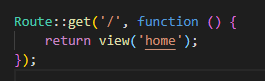 Route::get('/', function () {
    return view('home');
});